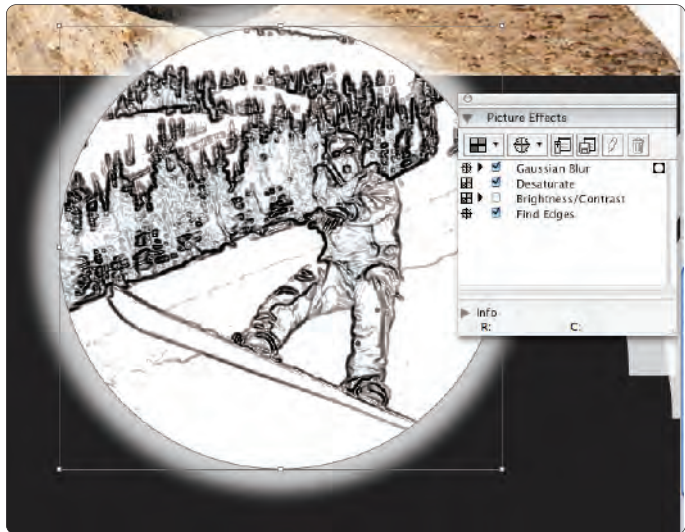 Picture Effects
Gaussian Blur
Desaturate
Brightness/Contrast
Find Edges
Info
R: C: